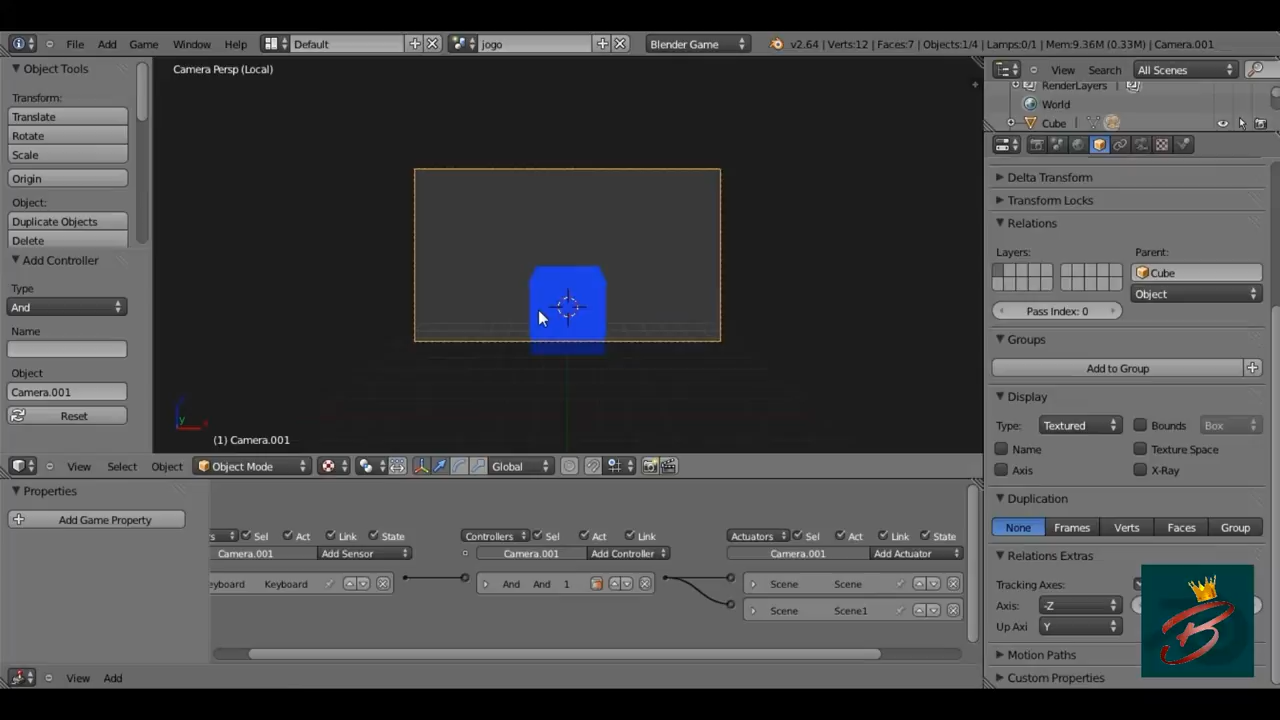 File Add Game Window Help Default jogo Blender Game v2.64 | Verts:12 | Faces:7 | Objects:1/4 | Lamps:0/1 | Mem:9.36M (0.33M) | Camera.001
Object Tools
Transform:
Translate
Rotate
Scale
Origin
Object:
Duplicate Objects
Delete
Add Controller
Type
And
Name
Object
Camera.001
Reset
Camera Persp (Local)
(1) Camera.001
View Select Object Object Mode Global
Properties
Add Game Property
Sel Act Link State
Camera.001 Add Sensor
Keyboard
Controllers Sel Act Link
Camera.001 Add Controller
And And 1
Actuators Sel Act Link State
Camera.001 Add Actuator
Scene Scene
Scene Scene1
View Add
View Search All Scenes
RenderLayers
World
Cube
Delta Transform
Transform Locks
Relations
Layers: Parent:
Cube
Object
Pass Index: 0
Groups
Add to Group
Display
Type: Textured Bounds Box
Name Texture Space
Axis X-Ray
Duplication
None Frames Verts Faces Group
Relations Extras
Tracking Axes:
Axis: -Z
Up Axi Y
Motion Paths
Custom Properties